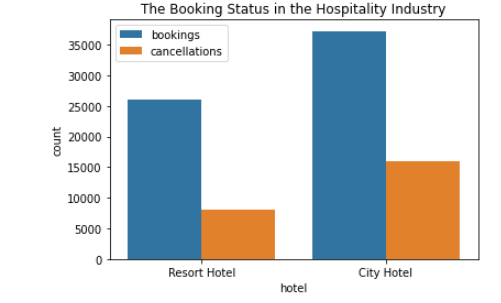 The Booking Status in the Hospitality Industry
bookings
cancellations
35000
30000
25000
20000
15000
10000
5000
0
count
Resort Hotel
City Hotel
hotel